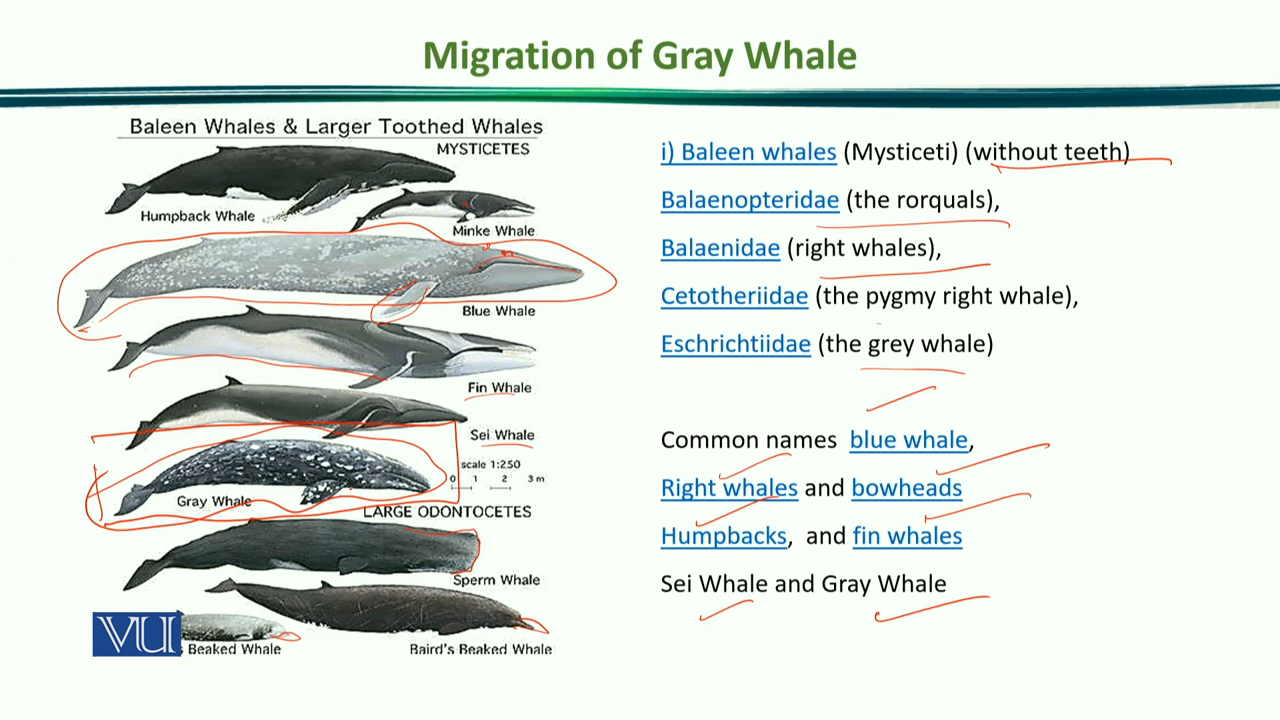 Migration of Gray Whale
Baleen Whales & Larger Toothed Whales
MYSTICETES
Humpback Whale
Minke Whale
Blue Whale
Fin Whale
Sei Whale
scale 1:250
0 1 2 3 m
Gray Whale
LARGE ODONTOCETES
Sperm Whale
VU
Beaked Whale
Baird's Beaked Whale
i) Baleen whales (Mysticeti) (without teeth)
Balaenopteridae (the rorquals),
Balaenidae (right whales),
Cetotheriidae (the pygmy right whale),
Eschrichtiidae (the grey whale)
Common names blue whale,
Right whales and bowheads
Humpbacks, and fin whales
Sei Whale and Gray Whale